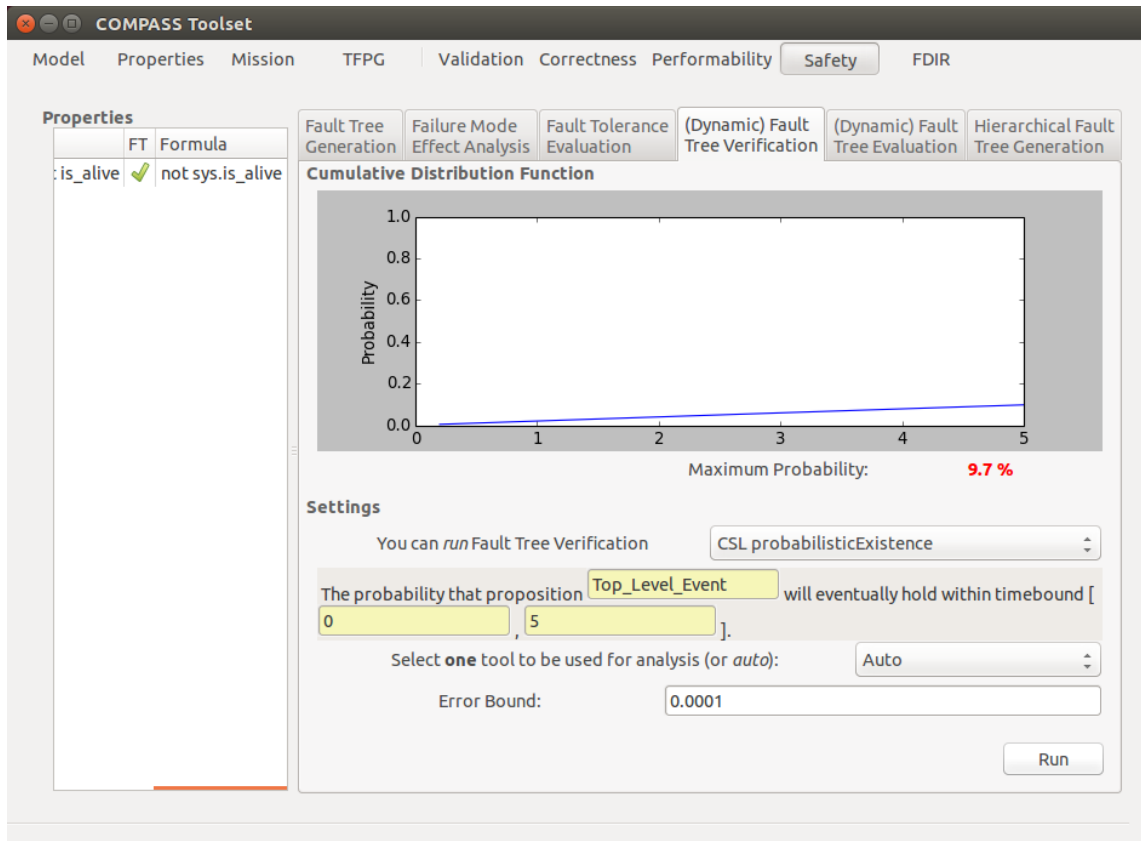 COMPASS Toolset
Model Properties Mission TFPG Validation Correctness Performability Safety FDIR
Properties
FT Formula
is_alive not sys.is_alive
Fault Tree Generation
Failure Mode Effect Analysis
Fault Tolerance Evaluation
(Dynamic) Fault Tree Verification
(Dynamic) Fault Tree Evaluation
Hierarchical Fault Tree Generation
Cumulative Distribution Function
1.0
0.8
0.6
0.4
0.2
0.0
Probability
0 1 2 3 4 5
Maximum Probability: 9.7 %
Settings
You can run Fault Tree Verification CSL probabilisticExistence
The probability that proposition Top_Level_Event will eventually hold within timebound [
0 , 5 ].
Select one tool to be used for analysis (or auto): Auto
Error Bound: 0.0001
Run